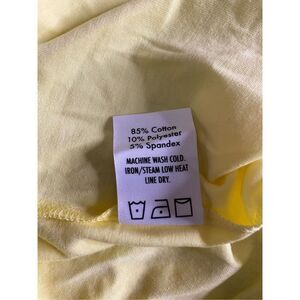 85% Cotton
10% Polyester
5% Spandex
MACHINE WASH COLD.
IRON/STEAM LOW HEAT
LINE DRY.